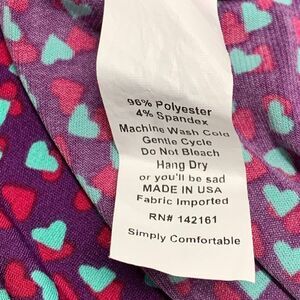 96% Polyester
4% Spandex
Machine Wash Cold
Gentle Cycle
Do Not Bleach
Hang Dry
or you'll be sad
MADE IN USA
Fabric Imported
RN# 142161
Simply Comfortable